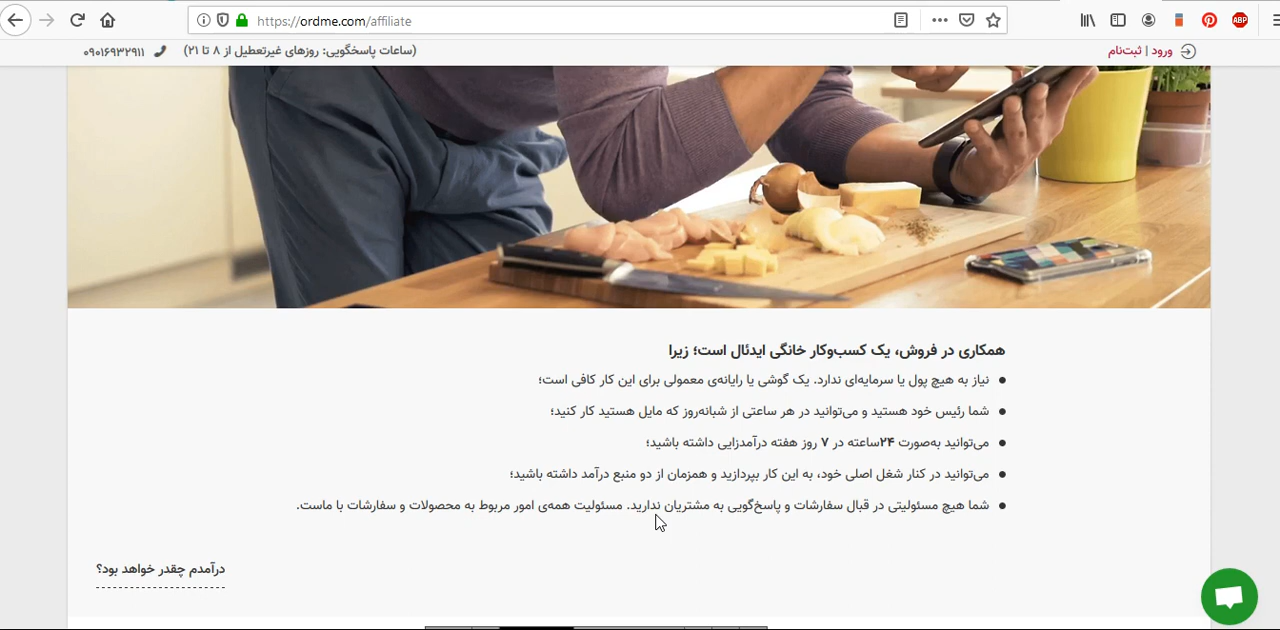 https://ordme.com/affiliate
ABP
ورود | ثبت‌نام
(ساعات پاسخگویی: روزهای غیرتعطیل از ۸ تا ۲۱)
۰۹۰۱۶۹۳۲۹۱۱
همکاری در فروش، یک کسب‌وکار خانگی ایدئال است؛ زیرا
نیاز به هیچ پول یا سرمایه‌ای ندارد. یک گوشی یا رایانه‌ی معمولی برای این کار کافی است؛
شما رئیس خود هستید و می‌توانید در هر ساعتی از شبانه‌روز که مایل هستید کار کنید؛
می‌توانید به‌صورت ۲۴ساعته در ۷ روز هفته درآمدزایی داشته باشید؛
می‌توانید در کنار شغل اصلی خود، به این کار بپردازید و همزمان از دو منبع درآمد داشته باشید؛
شما هیچ مسئولیتی در قبال سفارشات و پاسخ‌گویی به مشتریان ندارید. مسئولیت همه‌ی امور مربوط به محصولات و سفارشات با ماست.
درآمدم چقدر خواهد بود؟